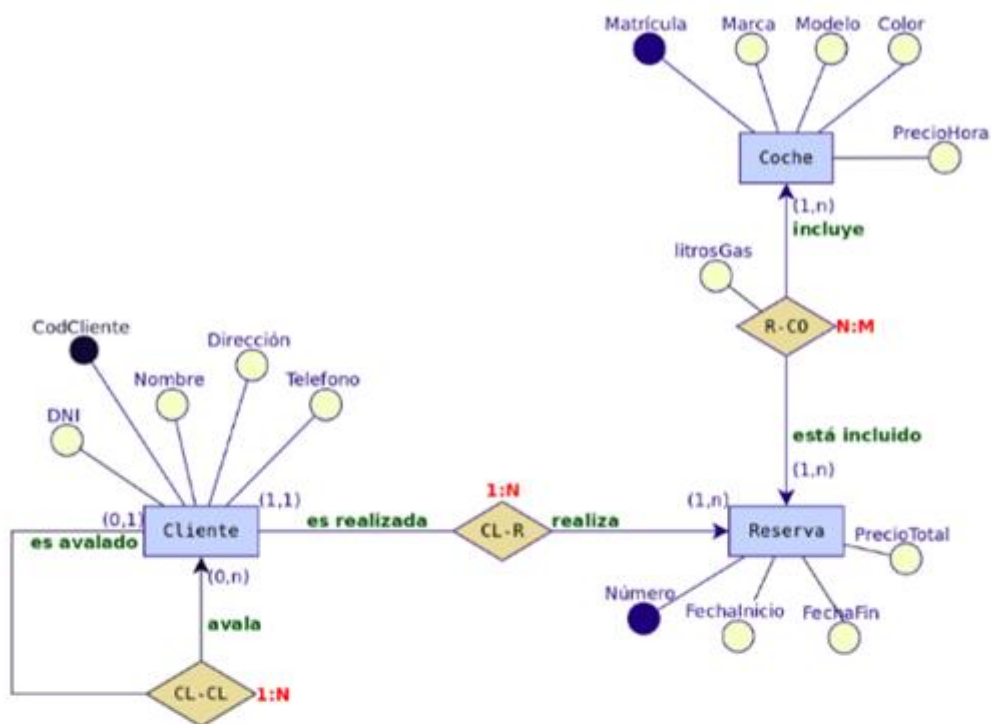 Matrícula
Marca
Modelo
Color
PrecioHora
Coche
(1,n)
incluye
litrosGas
R-CO
N:M
está incluido
(1,n)
CodCliente
Dirección
Nombre
Telefono
DNI
(0,1)
Cliente
(1,1)
es avalado
(0,n)
avala
CL-CL
1:N
es realizada
1:N
CL-R
realiza
(1,n)
Reserva
PrecioTotal
Número
FechaInicio
FechaFin